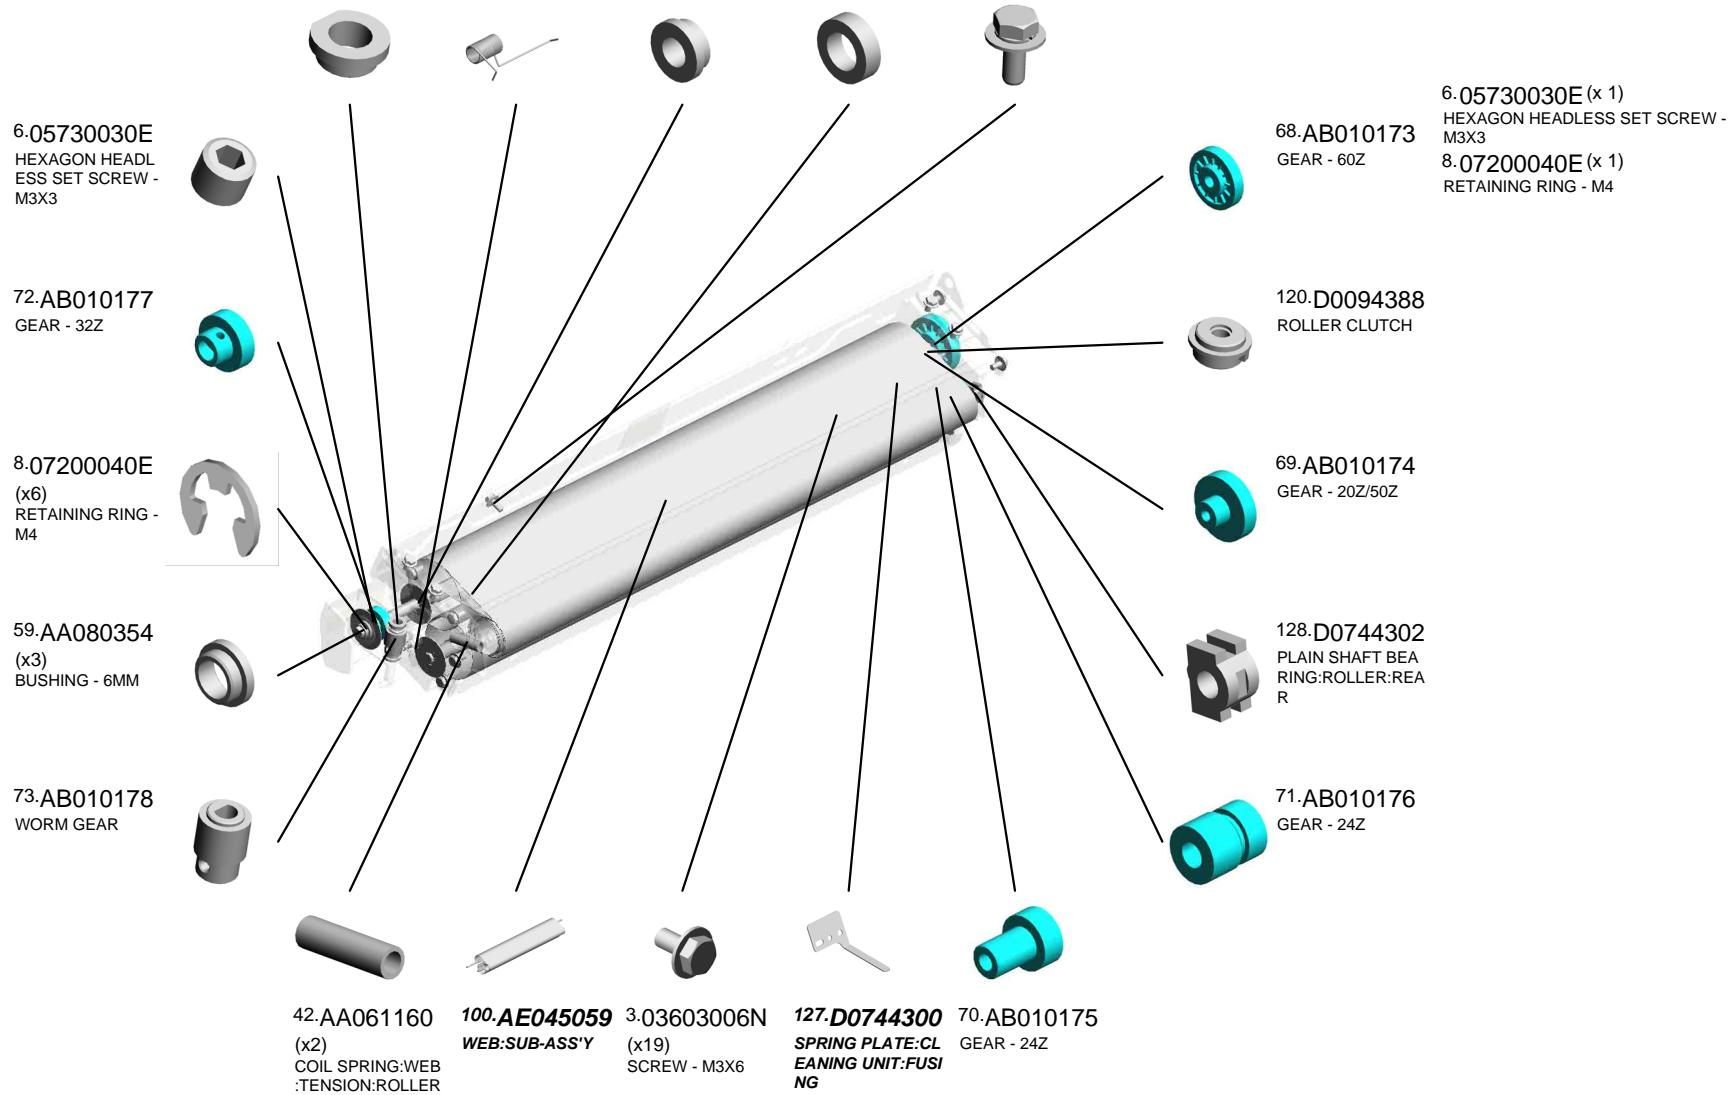 6.05730030E
HEXAGON HEADL
ESS SET SCREW -
M3X3
72.AB010177
GEAR - 32Z
8.07200040E
(x6)
RETAINING RING -
M4
59.AA080354
(x3)
BUSHING - 6MM
73.AB010178
WORM GEAR
42.AA061160
(x2)
COIL SPRING:WEB
:TENSION:ROLLER
100.AE045059
WEB:SUB-ASS'Y
3.03603006N
(x19)
SCREW - M3X6
127.D0744300
SPRING PLATE:CL
EANING UNIT:FUSI
NG
70.AB010175
GEAR - 24Z
68.AB010173
GEAR - 60Z
120.D0094388
ROLLER CLUTCH
69.AB010174
GEAR - 20Z/50Z
128.D0744302
PLAIN SHAFT BEA
RING:ROLLER:REA
R
71.AB010176
GEAR - 24Z
6.05730030E (x 1)
HEXAGON HEADLESS SET SCREW -
M3X3
8.07200040E (x 1)
RETAINING RING - M4